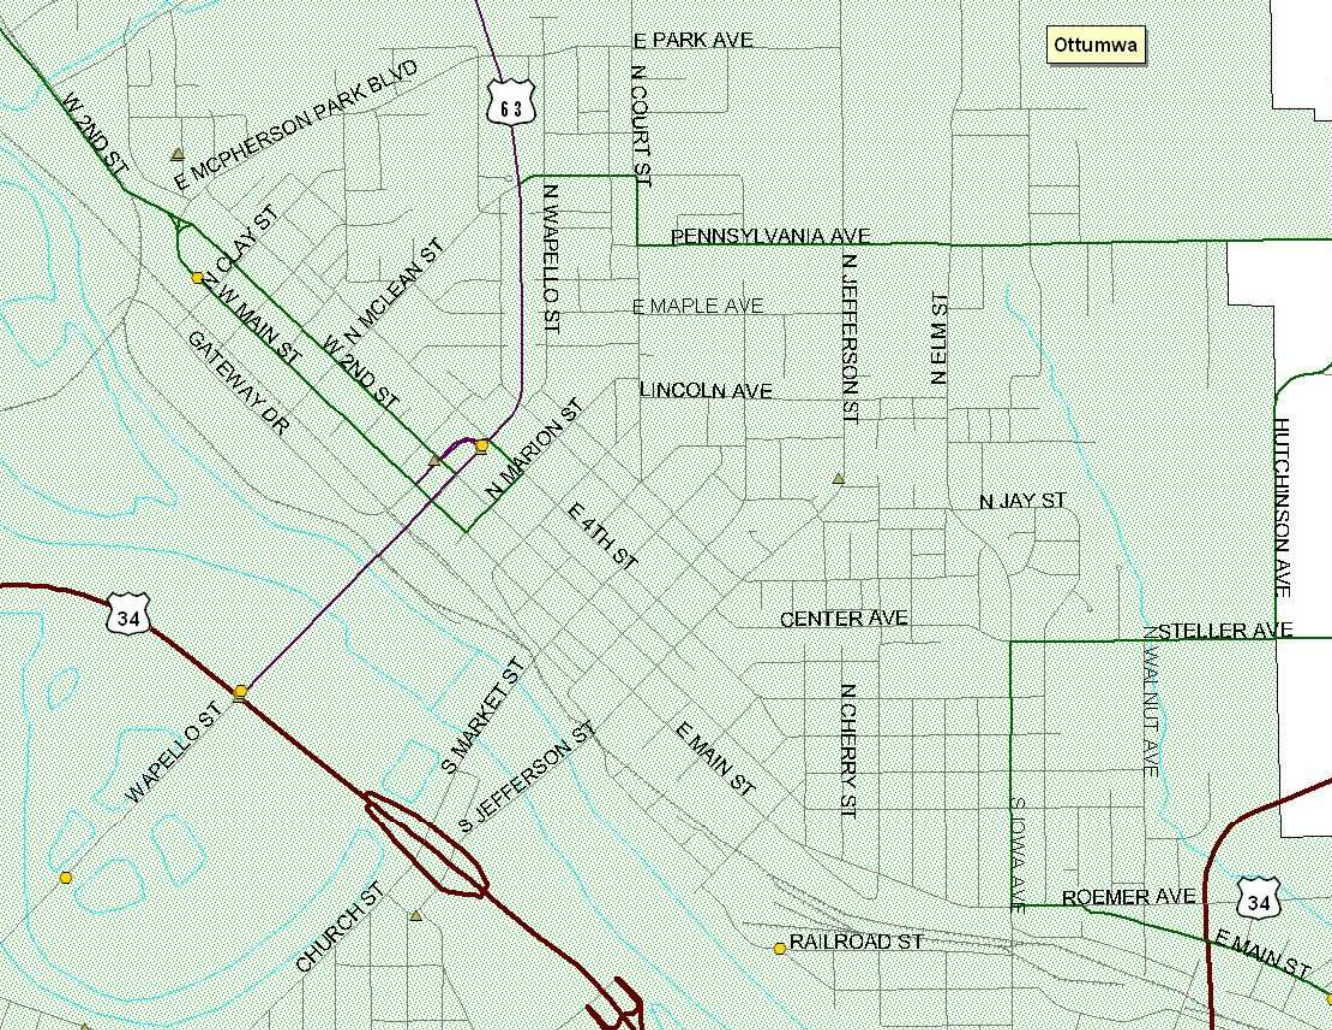 E PARK AVE
Ottumwa
W 2ND ST
E MCPHERSON PARK BLVD
63
N COURT ST
N CLAY ST
N MCLEAN ST
N WAPELLO ST
PENNSYLVANIA AVE
N W MAIN ST
GATEWAY DR
W 2ND ST
E MAPLE AVE
N JEFFERSON ST
N ELM ST
LINCOLN AVE
N MARION ST
HUTCHINSON AVE
E 4TH ST
N JAY ST
34
CENTER AVE
STELLER AVE
N WALNUT AVE
WAPELLO ST
S MARKET ST
S JEFFERSON ST
E MAIN ST
N CHERRY ST
S IOWA AVE
CHURCH ST
RAILROAD ST
ROEMER AVE
34
E MAIN ST